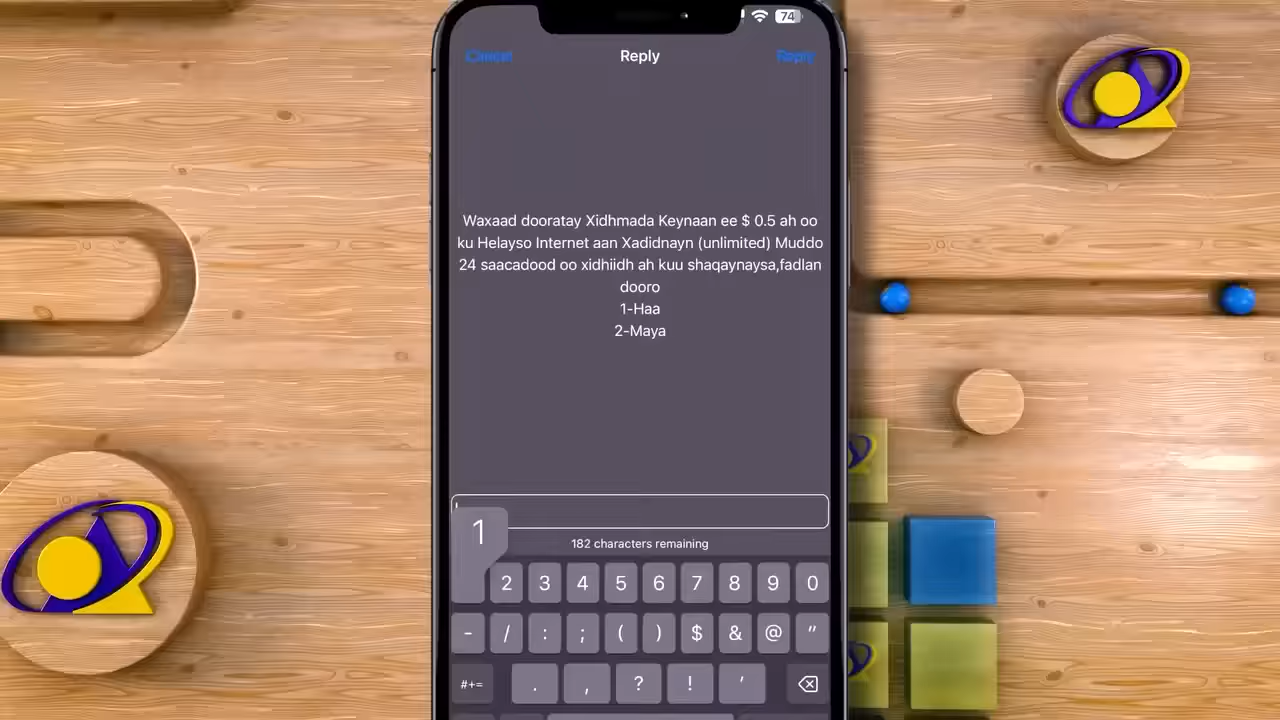 74
Cancel Reply Reply
Waxaad dooratay Xidhmada Keynaan ee $ 0.5 ah oo
ku Helayso Internet aan Xadidnayn (unlimited) Muddo
24 saacadood oo xidhiidh ah kuu shaqaynaysa,fadlan
dooro
1-Haa
2-Maya
182 characters remaining
1
2 3 4 5 6 7 8 9 0
- / : ; ( ) $ & @ "
#+= . , ? ! '